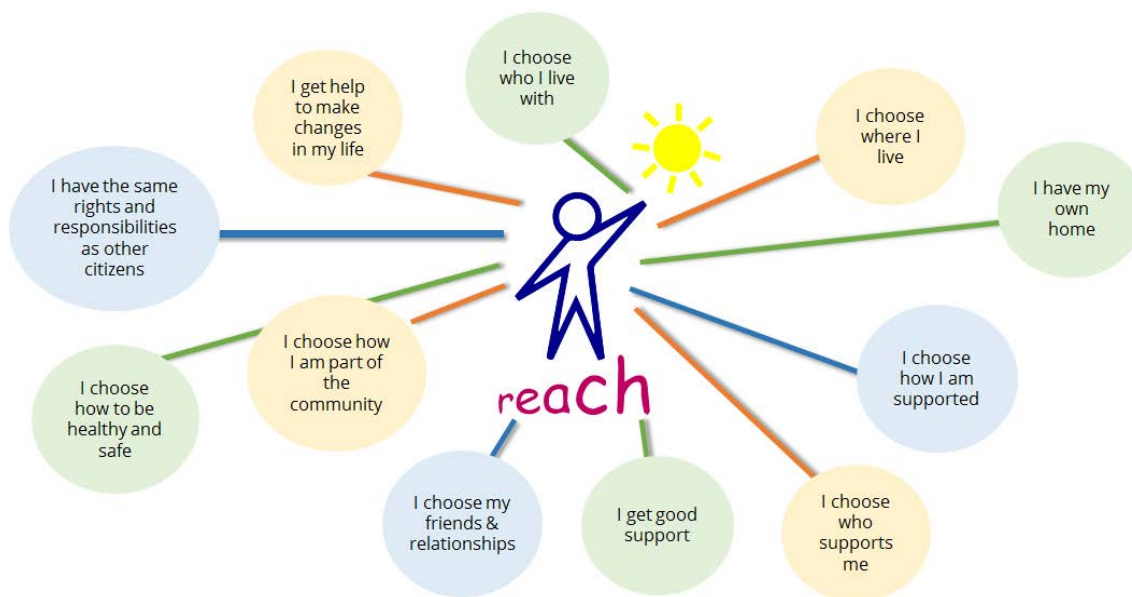 I choose
who I live
with
I get help
to make
changes
in my life
I choose
where I
live
I have the same
rights and
responsibilities
as other
citizens
I have my
own
home
I choose how
I am part of
the
community
I choose
how I am
supported
I choose
how to be
healthy and
safe
reach
I choose my
friends &
relationships
I get good
support
I choose
who
supports
me